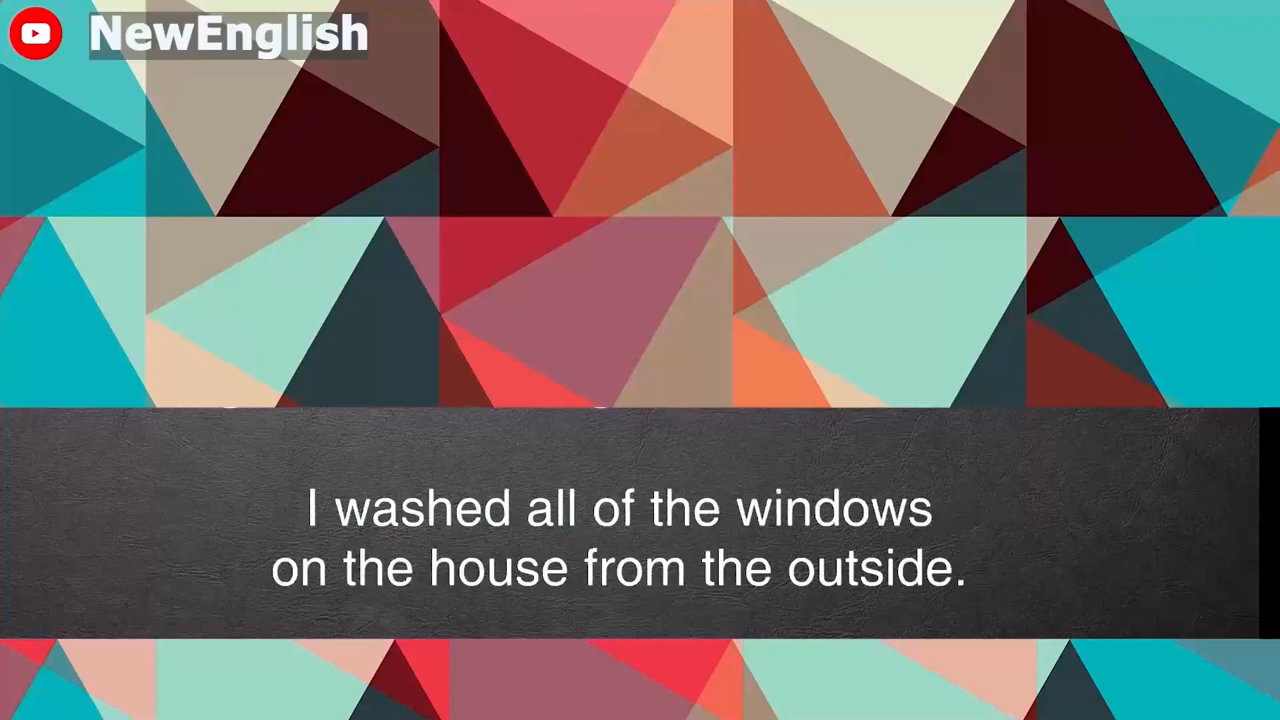 NewEnglish
I washed all of the windows
on the house from the outside.